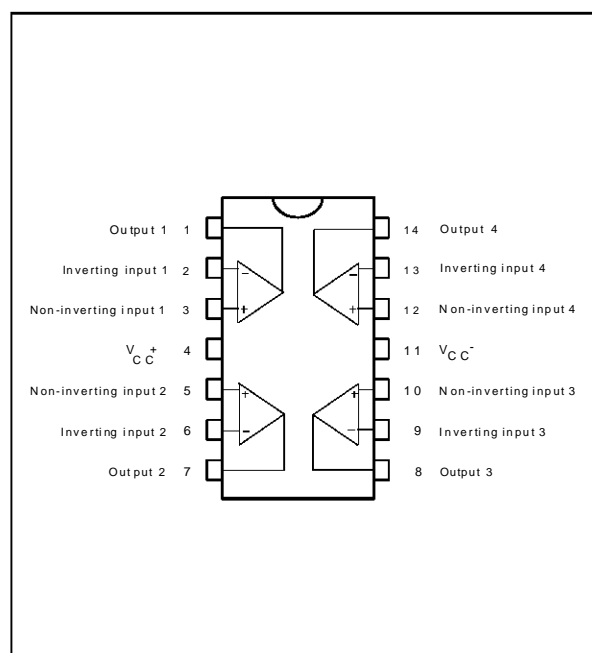 Output 1 1 14 Output 4
Inverting input 1 2 - - 13 Inverting input 4
Non-inverting input 1 3 + + 12 Non-inverting input 4
VCC+ 4 11 VCC-
Non-inverting input 2 5 + + 10 Non-inverting input 3
Inverting input 2 6 - - 9 Inverting input 3
Output 2 7 8 Output 3